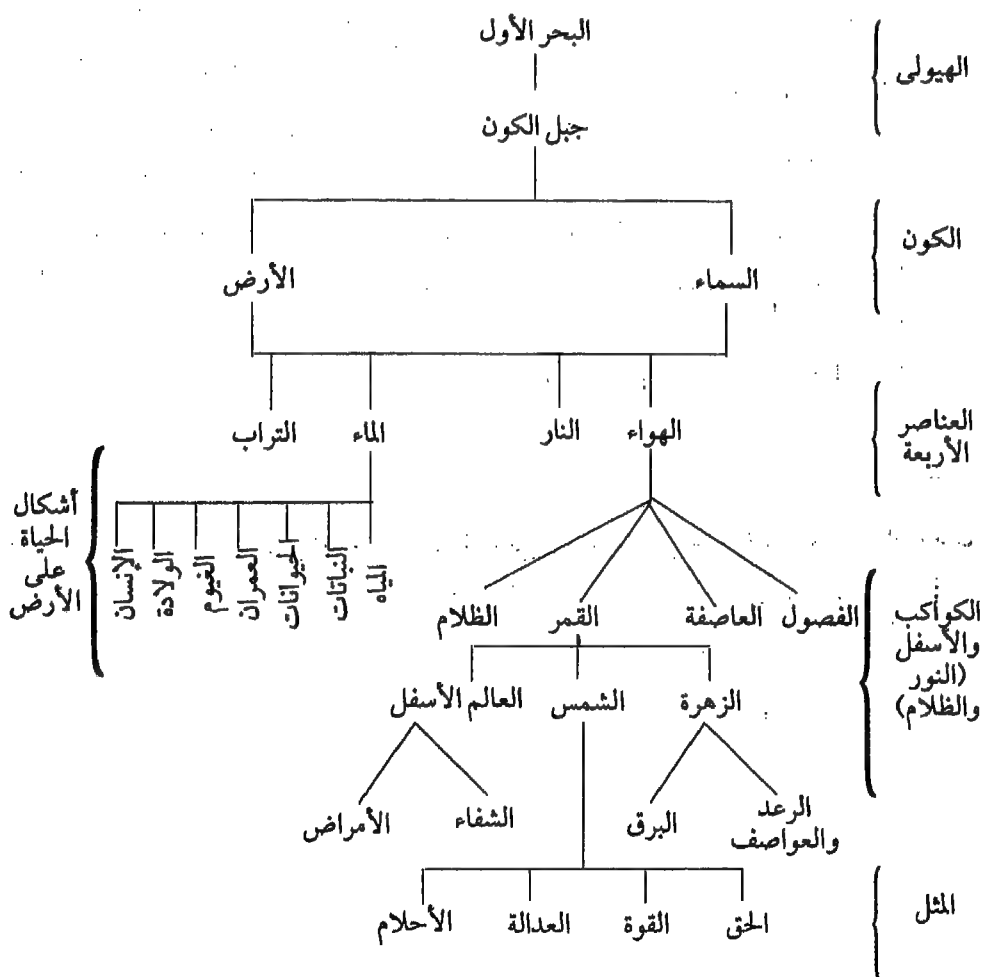 البحر الأول
الهيولى
جبل الكون
الكون
السماء
الأرض
العناصر
الأربعة
الهواء
النار
الماء
التراب
أشكال
الحياة
على
الأرض
المياه
النباتات
الحيوانات
العمران
الغيوم
الولادة
الإنسان
الكواكب
والأسفل
(النور
والظلام)
الفصول
العاصفة
القمر
الظلام
الزهرة
الشمس
العالم الأسفل
الرعد
والعواصف
البرق
الشفاء
الأمراض
المثل
الحق
القوة
العدالة
الأحلام